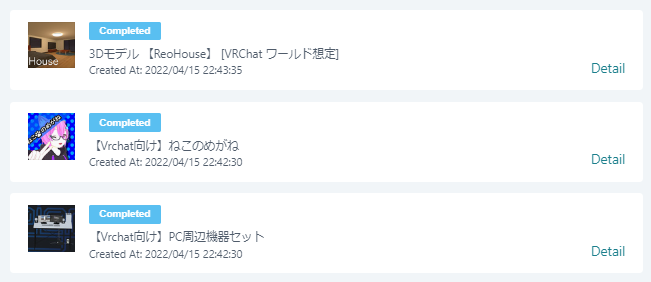 Completed
House
3Dモデル 【ReoHouse】 [VRChat ワールド想定]
Created At: 2022/04/15 22:43:35
Detail
Completed
【Vrchat向け】ねこのめがね
Created At: 2022/04/15 22:42:30
Detail
Completed
【Vrchat向け】PC周辺機器セット
Created At: 2022/04/15 22:42:30
Detail